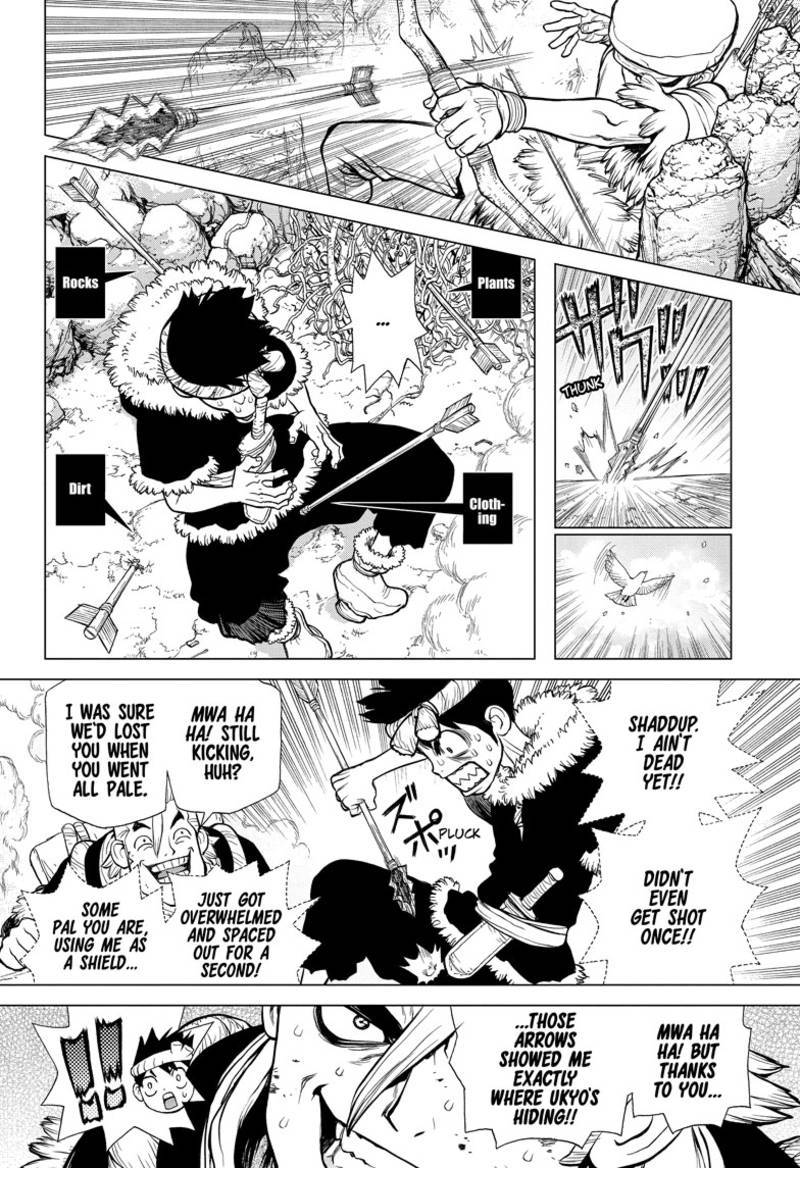 ザグッ
THUNK
Plants
...
Rocks
Cloth-
ing
Dirt
SHADDUP.
I AIN'T
DEAD
YET!!
DIDN'T
EVEN
GET SHOT
ONCE!!
ズポッ
PLUCK
MWA HA
HA! STILL
KICKING,
HUH?
I WAS SURE
WE'D LOST
YOU WHEN
YOU WENT
ALL PALE.
JUST GOT
OVERWHELMED
AND SPACED
OUT FOR
A SECOND!
SOME
PAL YOU ARE,
USING ME AS
A SHIELD...
MWA HA
HA! BUT
THANKS
TO YOU...
...THOSE
ARROWS
SHOWED ME
EXACTLY
WHERE UKYO'S
HIDING!!
!!